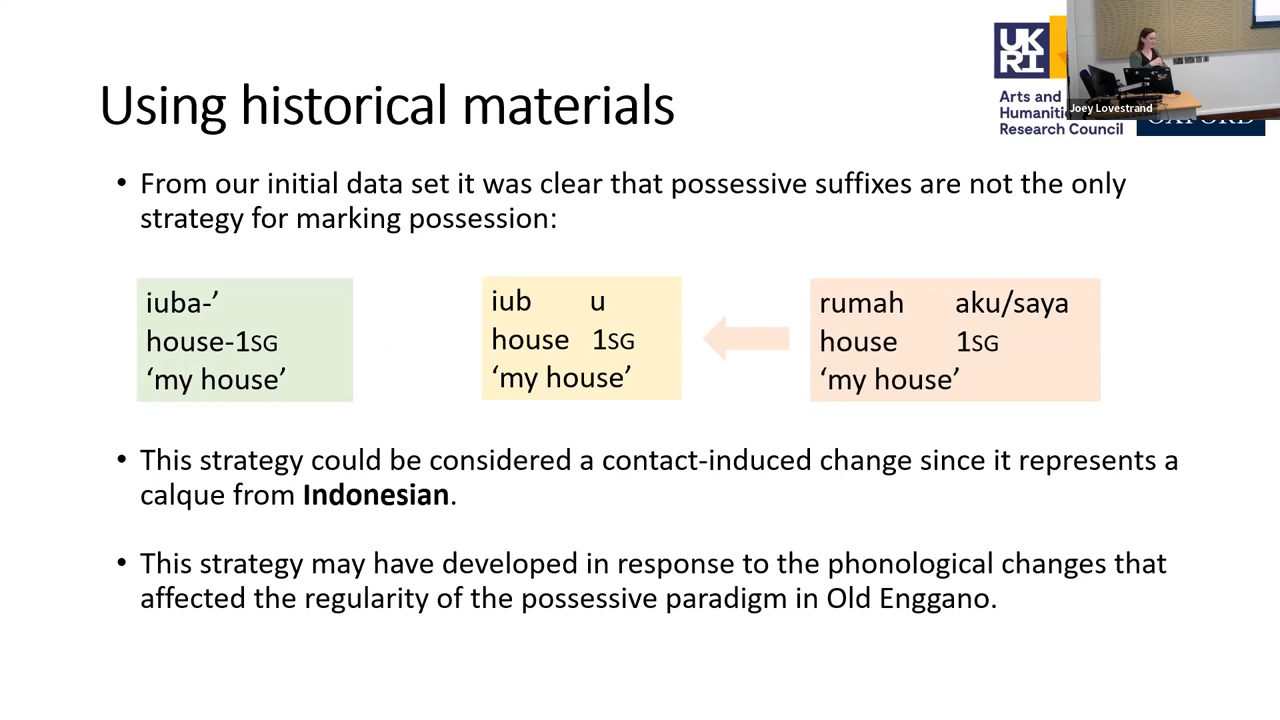 UK
RI
Arts and
Humaniti
Research Council
Joey Lovestrand
OXFORD
Using historical materials
• From our initial data set it was clear that possessive suffixes are not the only
strategy for marking possession:
iuba-’
house-1SG
‘my house’
iub u
house 1SG
‘my house’
rumah aku/saya
house 1SG
‘my house’
• This strategy could be considered a contact-induced change since it represents a
calque from Indonesian.
• This strategy may have developed in response to the phonological changes that
affected the regularity of the possessive paradigm in Old Enggano.